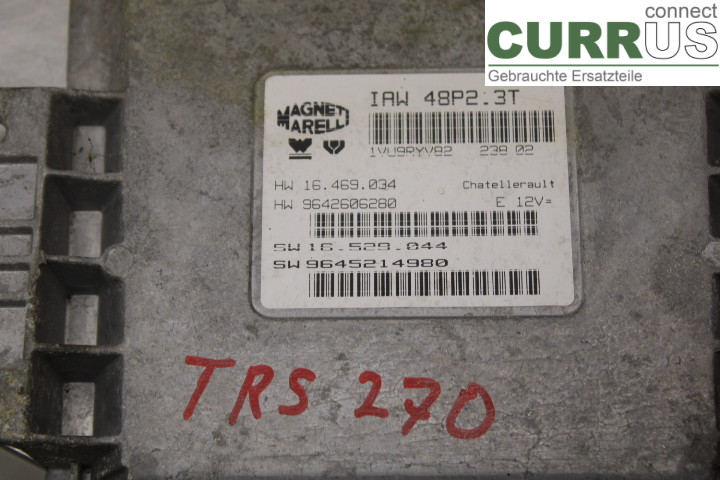 connect
CURRUS
Gebrauchte Ersatzteile
MAGNETI
MARELLI
IAW 48P2.3T
1VU9RYV82 239 02
HW 16.469.034 Chatellerault
HW 9642606280 E 12V=
SW 16.529.044
SW 9645214980
TRS 270